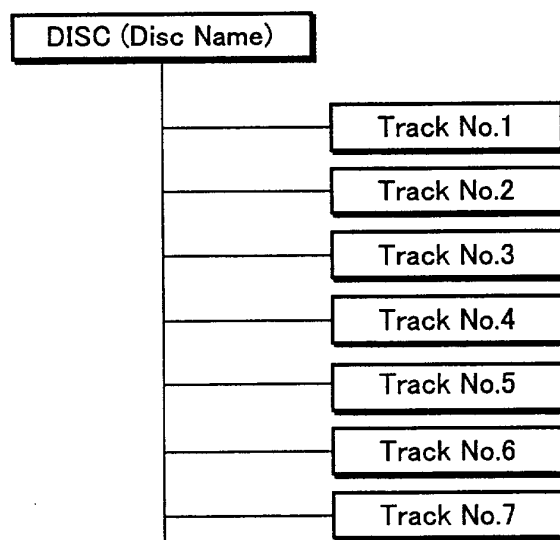 DISC (Disc Name)
Track No.1
Track No.2
Track No.3
Track No.4
Track No.5
Track No.6
Track No.7